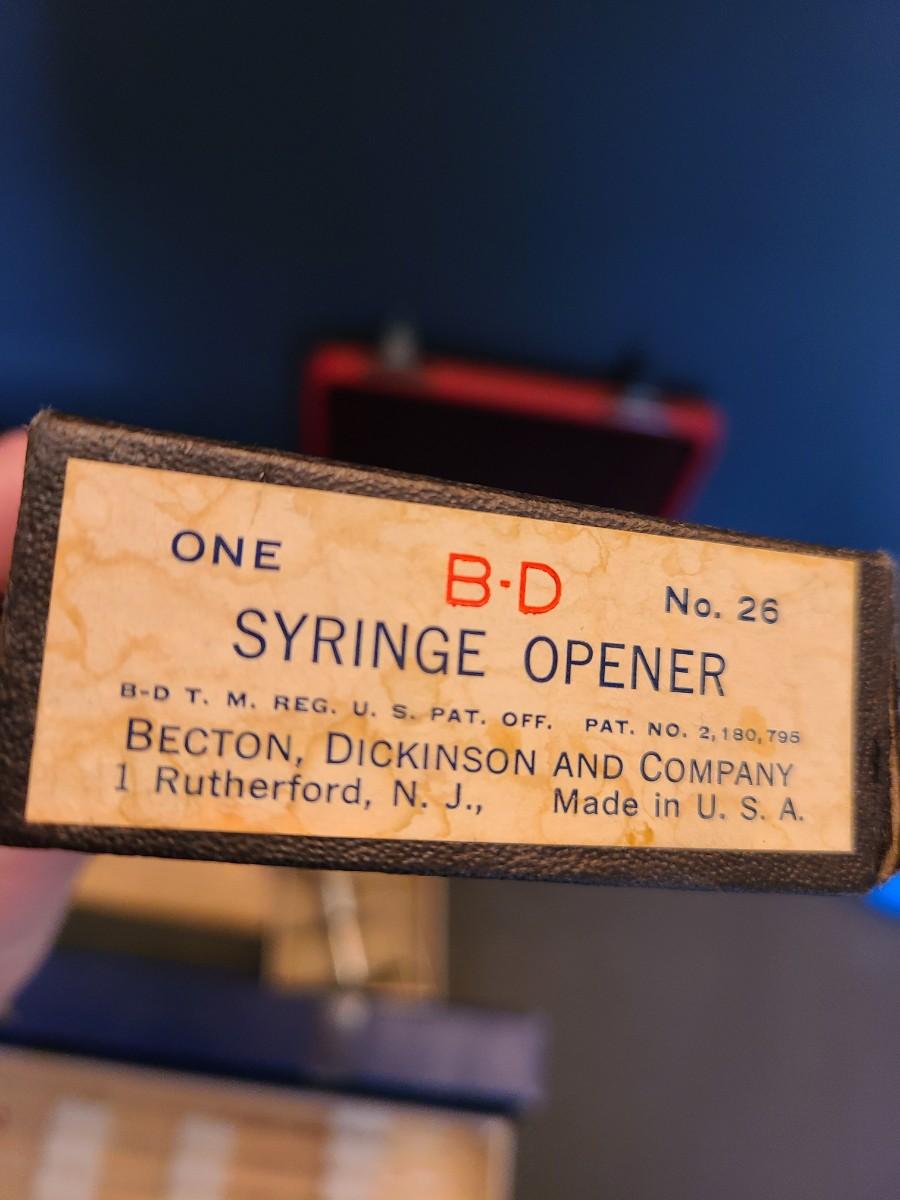 ONE B-D No. 26
SYRINGE OPENER
B-D T. M. REG. U. S. PAT. OFF. PAT. NO. 2,180,795
BECTON, DICKINSON AND COMPANY
1 Rutherford, N. J., Made in U. S. A.